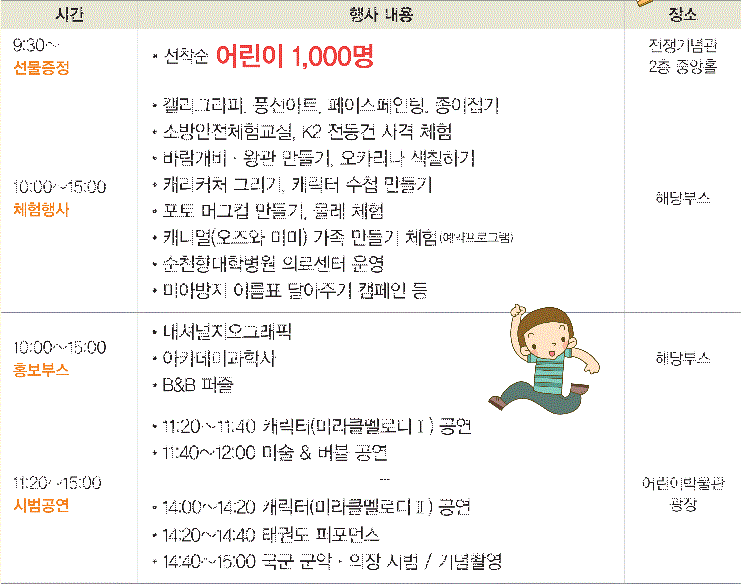 시간 행사 내용 장소
9:30~ • 선착순 어린이 1,000명 전쟁기념관
선물증정 2층 중앙홀
• 캘리그라피, 풍선아트, 페이스페인팅, 종이접기
• 소방안전체험교실, K2 전동건 사격 체험
• 바람개비 · 왕관 만들기, 오카리나 색칠하기
10:00~15:00 • 캐리커처 그리기, 캐릭터 수첩 만들기 해당부스
체험행사 • 포토 머그컵 만들기, 물레 체험
• 캐니멀(오즈와 미미) 가족 만들기 체험(예약프로그램)
• 순천향대학병원 의료센터 운영
• 미아방지 이름표 달아주기 캠페인 등
10:00~15:00 • 내셔널지오그래픽 해당부스
홍보부스 • 아카데미과학사
• B&B 퍼즐
• 11:20~11:40 캐릭터(미라클멜로디Ⅰ) 공연
• 11:40~12:00 마술 & 버블 공연
11:20~15:00 ... 어린이박물관
시범공연 • 14:00~14:20 캐릭터(미라클멜로디Ⅱ) 공연 광장
• 14:20~14:40 태권도 퍼포먼스
• 14:40~15:00 국군 군악 · 의장 시범 / 기념촬영